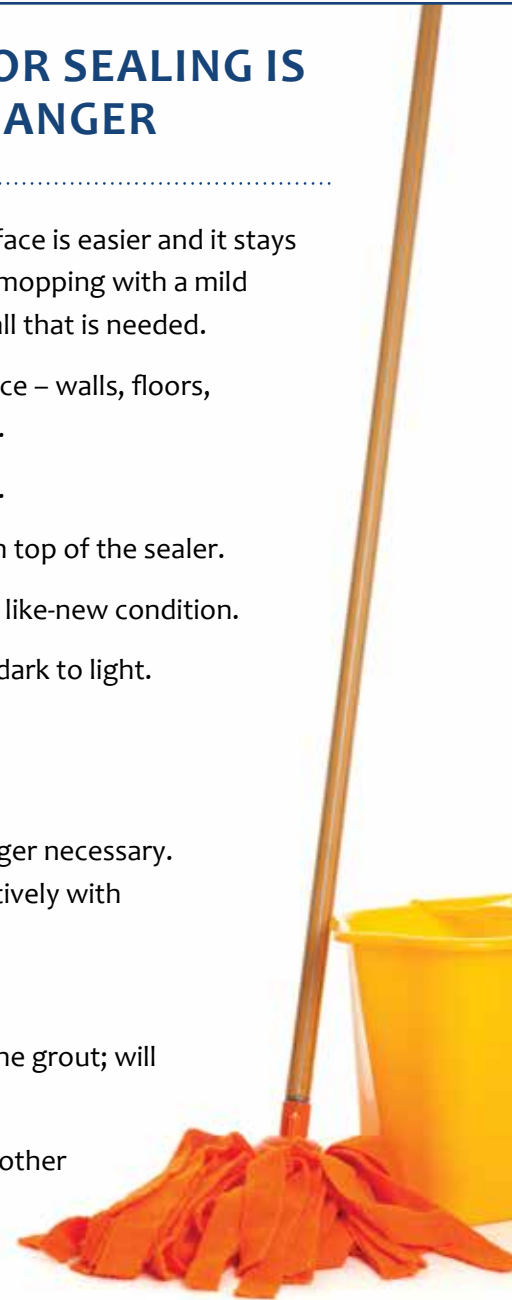 OR SEALING IS
ANGER
face is easier and it stays
mopping with a mild
all that is needed.
ce – walls, floors,
.
.
n top of the sealer.
like-new condition.
dark to light.
ger necessary.
tively with
he grout; will
other